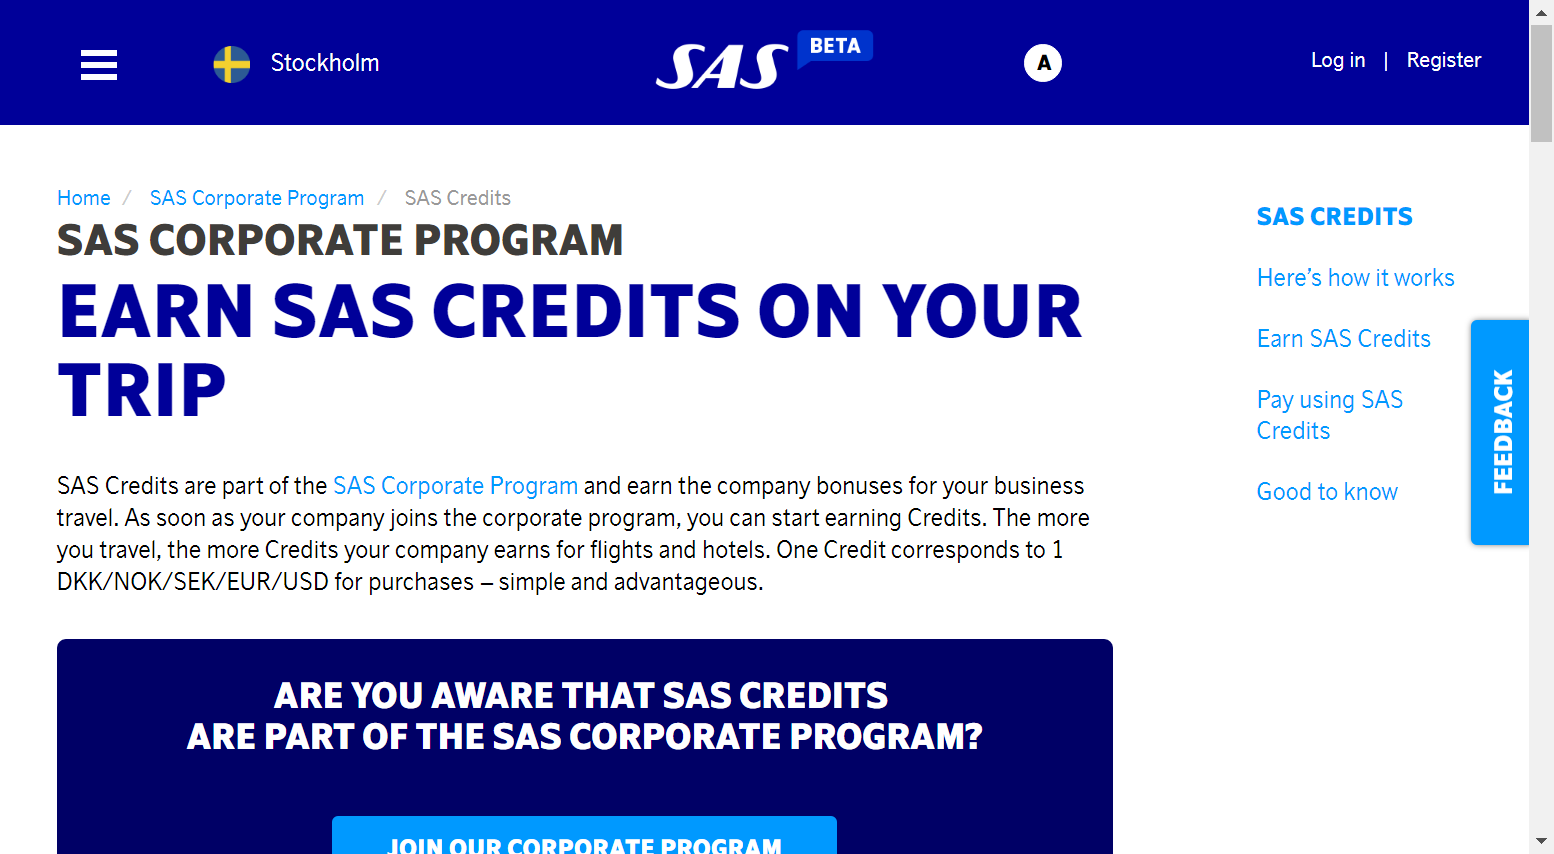 Stockholm
SAS BETA
A
Log in | Register
Home / SAS Corporate Program / SAS Credits
SAS CORPORATE PROGRAM
EARN SAS CREDITS ON YOUR
TRIP
SAS Credits are part of the SAS Corporate Program and earn the company bonuses for your business
travel. As soon as your company joins the corporate program, you can start earning Credits. The more
you travel, the more Credits your company earns for flights and hotels. One Credit corresponds to 1
DKK/NOK/SEK/EUR/USD for purchases – simple and advantageous.
ARE YOU AWARE THAT SAS CREDITS
ARE PART OF THE SAS CORPORATE PROGRAM?
JOIN OUR CORPORATE PROGRAM
SAS CREDITS
Here’s how it works
Earn SAS Credits
Pay using SAS
Credits
Good to know
FEEDBACK